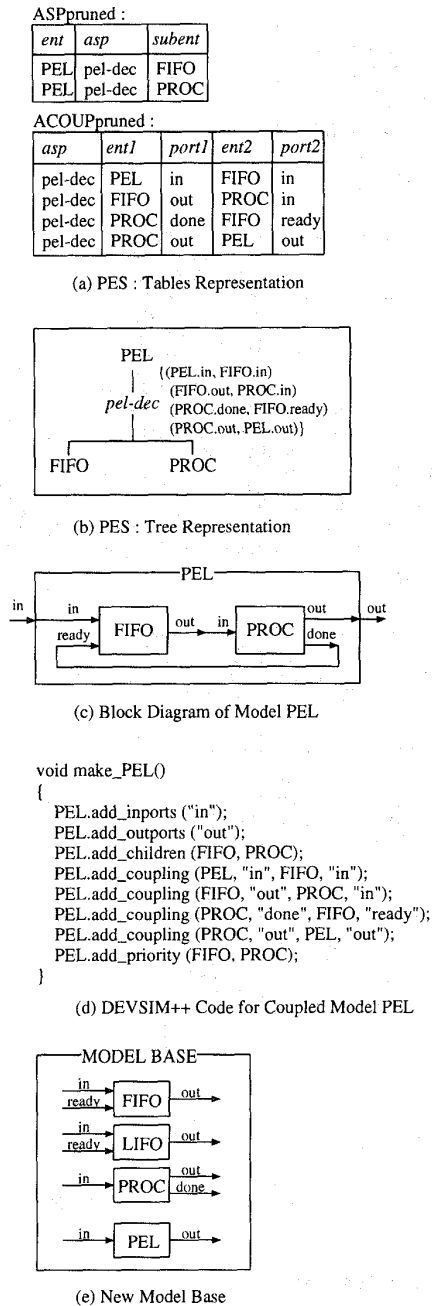 ASPpruned :
ent asp subent
PEL pel-dec FIFO
PEL pel-dec PROC
ACOUPpruned :
asp ent1 port1 ent2 port2
pel-dec PEL in FIFO in
pel-dec FIFO out PROC in
pel-dec PROC done FIFO ready
pel-dec PROC out PEL out
(a) PES : Tables Representation
PEL
{(PEL.in, FIFO.in)
(FIFO.out, PROC.in)
pel-dec (PROC.done, FIFO.ready)
(PROC.out, PEL.out)}
FIFO PROC
(b) PES : Tree Representation
PEL
in in out in out out
ready FIFO PROC done
(c) Block Diagram of Model PEL
void make_PEL()
{
PEL.add_inports ("in");
PEL.add_outports ("out");
PEL.add_children (FIFO, PROC);
PEL.add_coupling (PEL, "in", FIFO, "in");
PEL.add_coupling (FIFO, "out", PROC, "in");
PEL.add_coupling (PROC, "done", FIFO, "ready");
PEL.add_coupling (PROC, "out", PEL, "out");
PEL.add_priority (FIFO, PROC);
}
(d) DEVSIM++ Code for Coupled Model PEL
MODEL BASE
in
ready FIFO out
in
ready LIFO out
in PROC out
done
in PEL out
(e) New Model Base